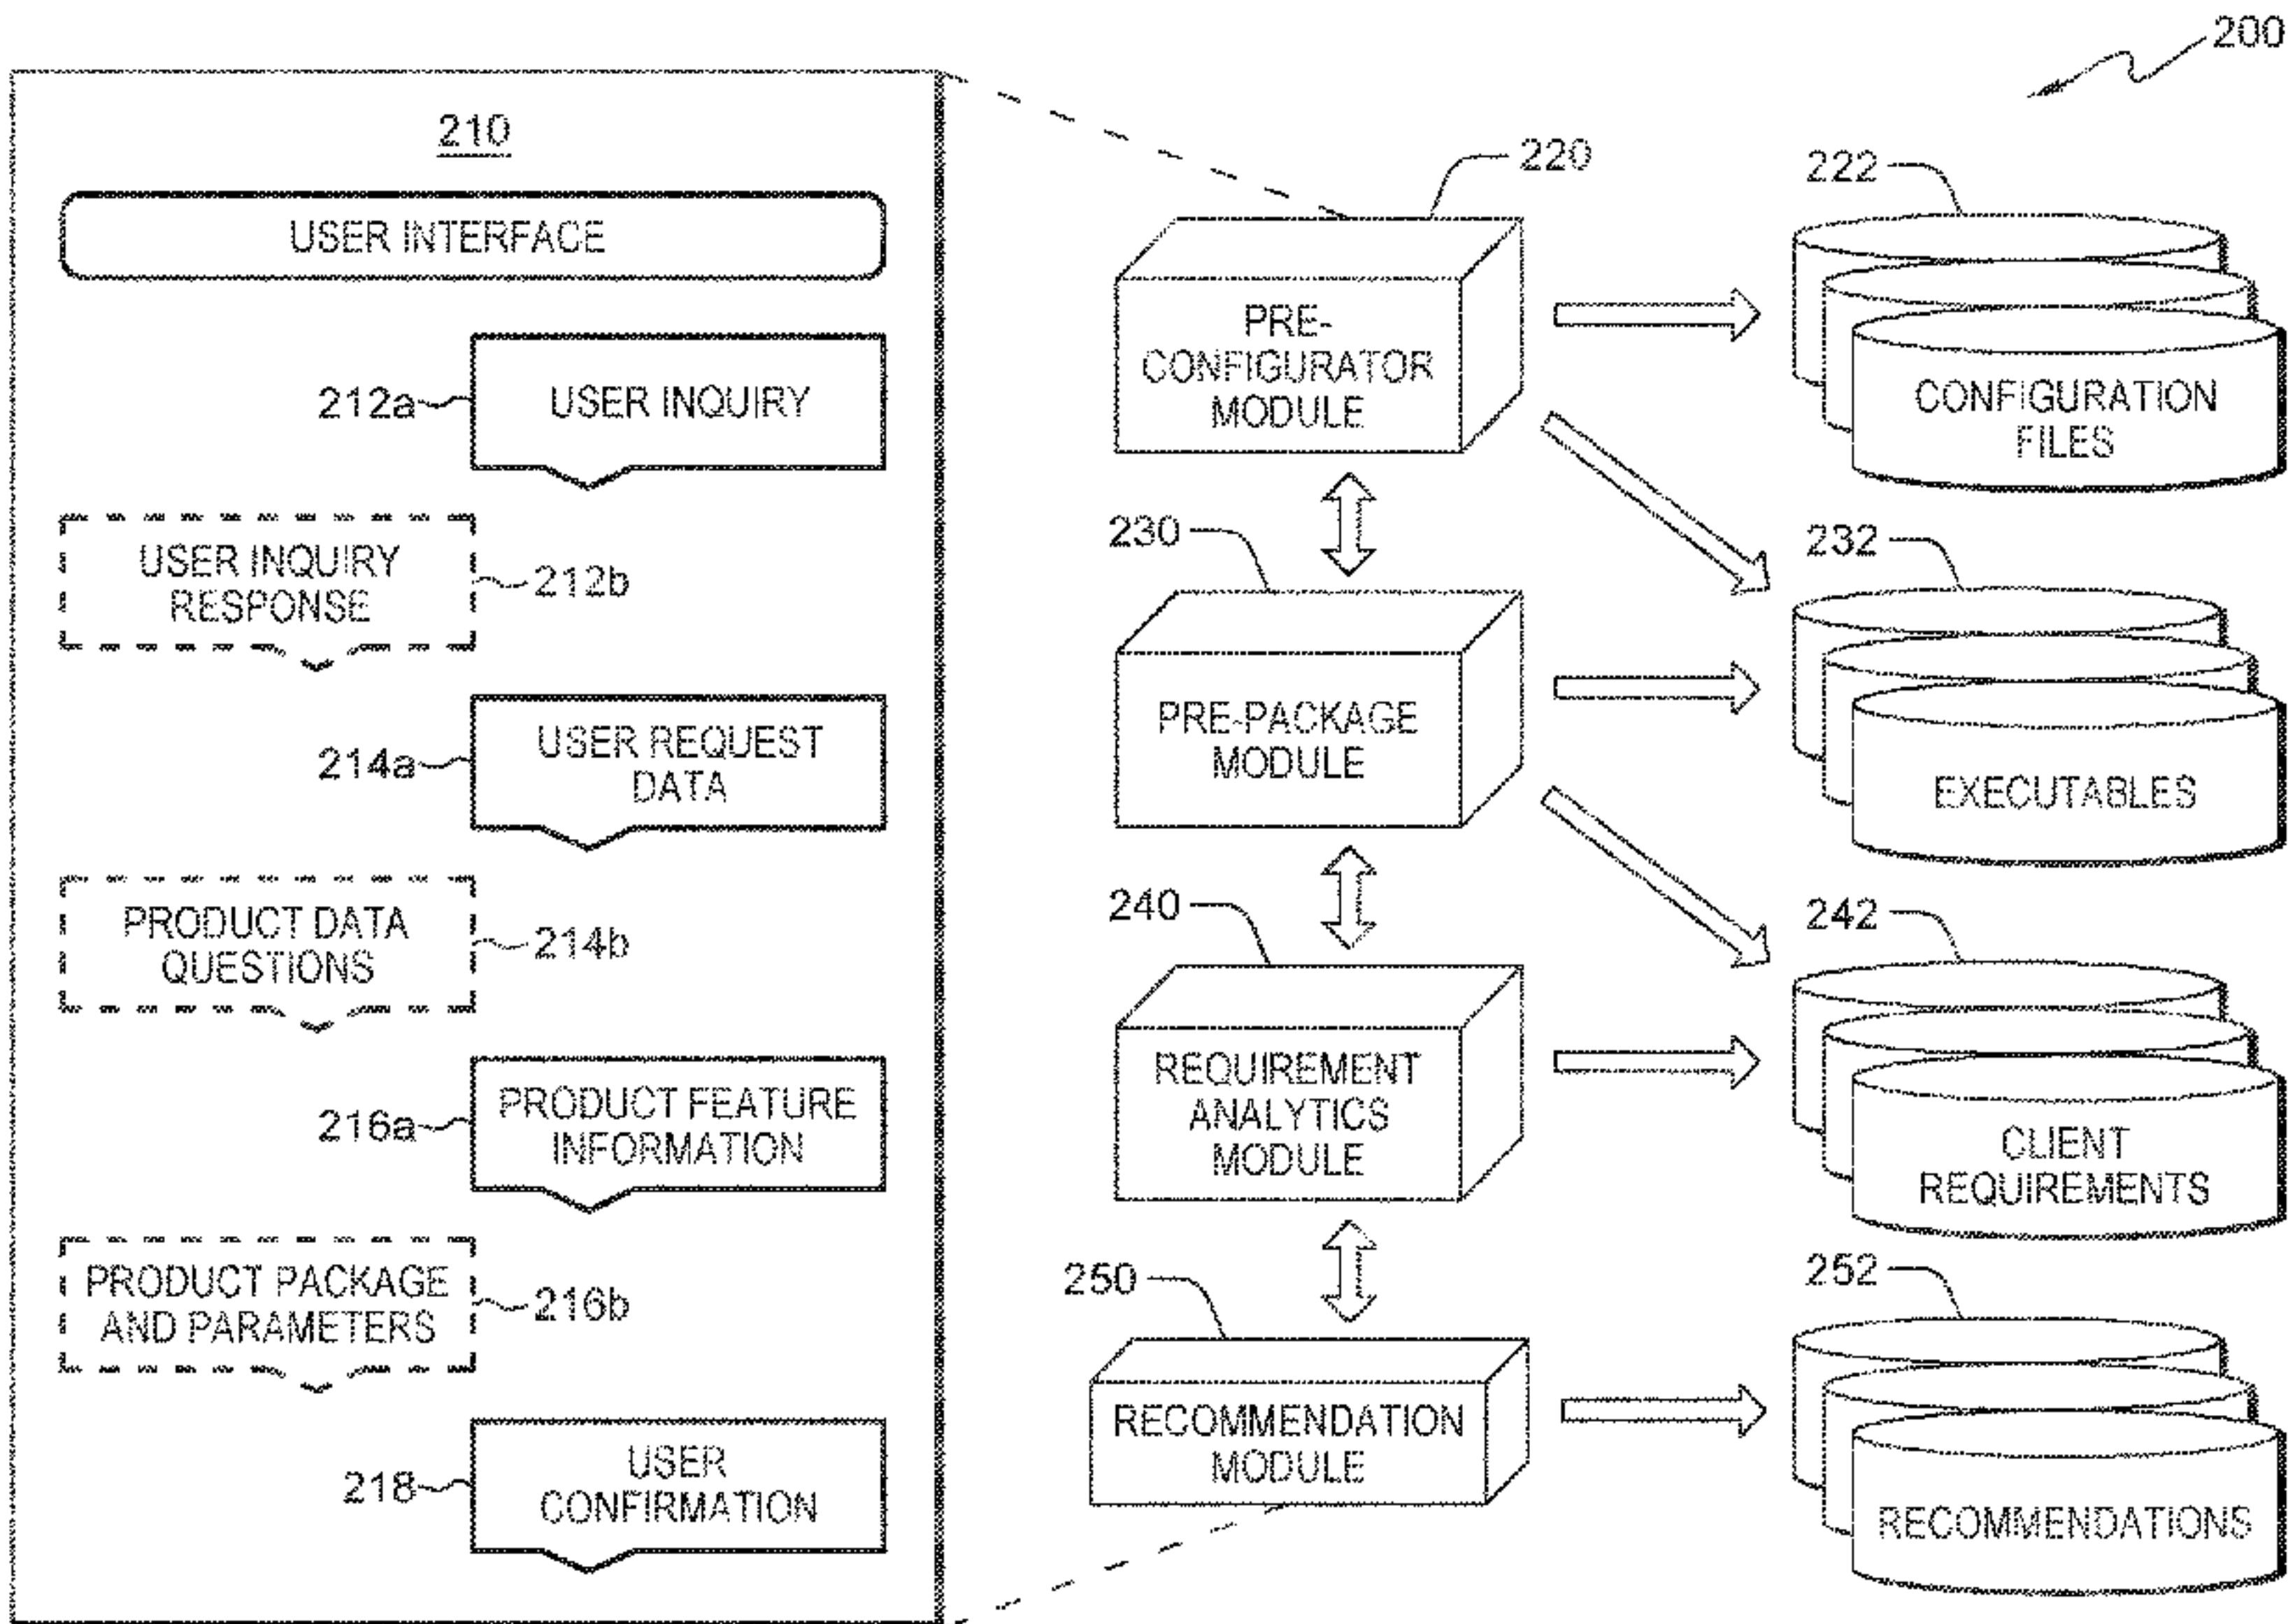 200
210
USER INTERFACE
212a
USER INQUIRY
USER INQUIRY
RESPONSE
212b
214a
USER REQUEST
DATA
PRODUCT DATA
QUESTIONS
214b
216a
PRODUCT FEATURE
INFORMATION
PRODUCT PACKAGE
AND PARAMETERS
216b
218
USER
CONFIRMATION
220
PRE-
CONFIGURATOR
MODULE
222
CONFIGURATION
FILES
230
PRE-PACKAGE
MODULE
232
EXECUTABLES
240
REQUIREMENT
ANALYTICS
MODULE
242
CLIENT
REQUIREMENTS
250
RECOMMENDATION
MODULE
252
RECOMMENDATIONS